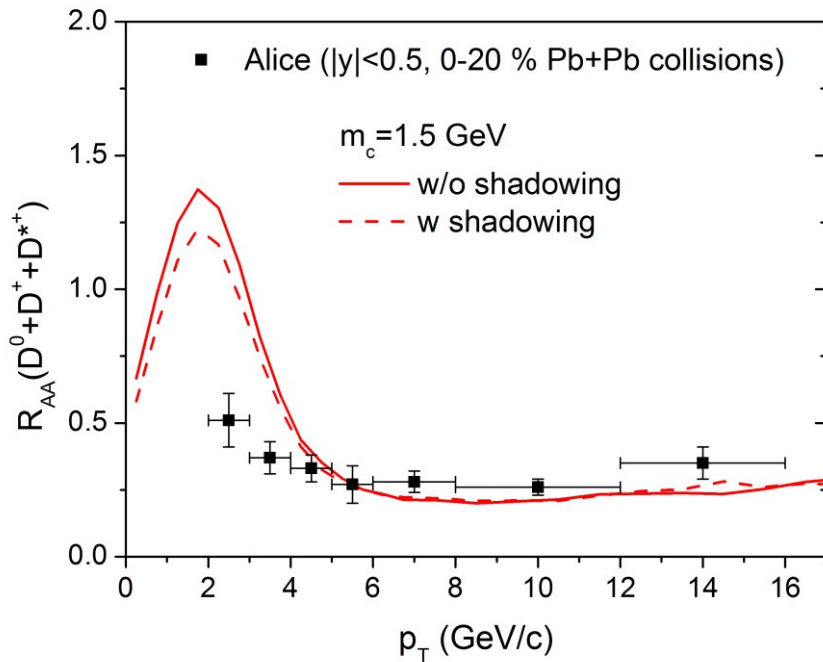 2.0
1.5
1.0
0.5
0.0
R_AA(D^0+D^++D*^+)
Alice (|y|<0.5, 0-20 % Pb+Pb collisions)
m_c=1.5 GeV
w/o shadowing
w shadowing
0 2 4 6 8 10 12 14 16
p_T (GeV/c)